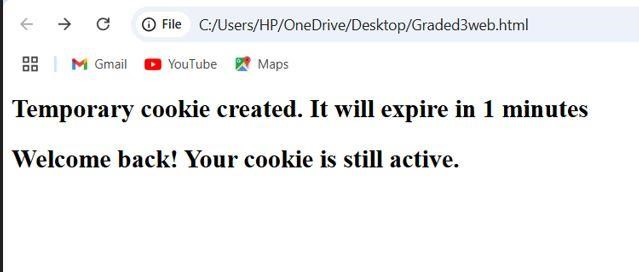 File C:/Users/HP/OneDrive/Desktop/Graded3web.html
Gmail YouTube Maps
Temporary cookie created. It will expire in 1 minutes
Welcome back! Your cookie is still active.